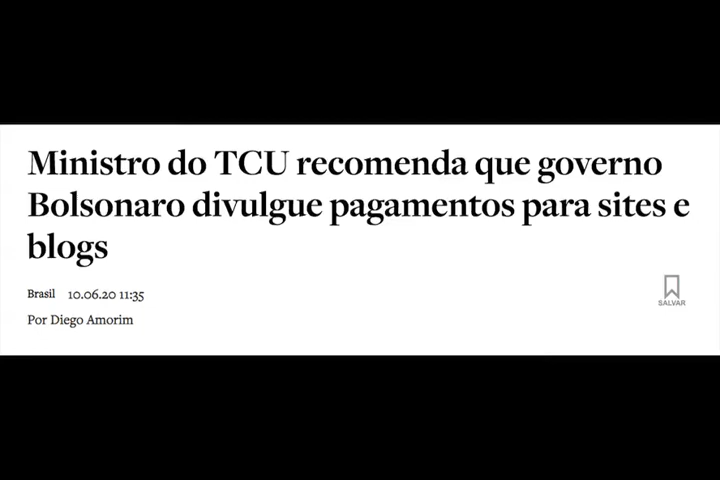 Ministro do TCU recomenda que governo
Bolsonaro divulgue pagamentos para sites e
blogs
Brasil 10.06.20 11:35
SALVAR
Por Diego Amorim